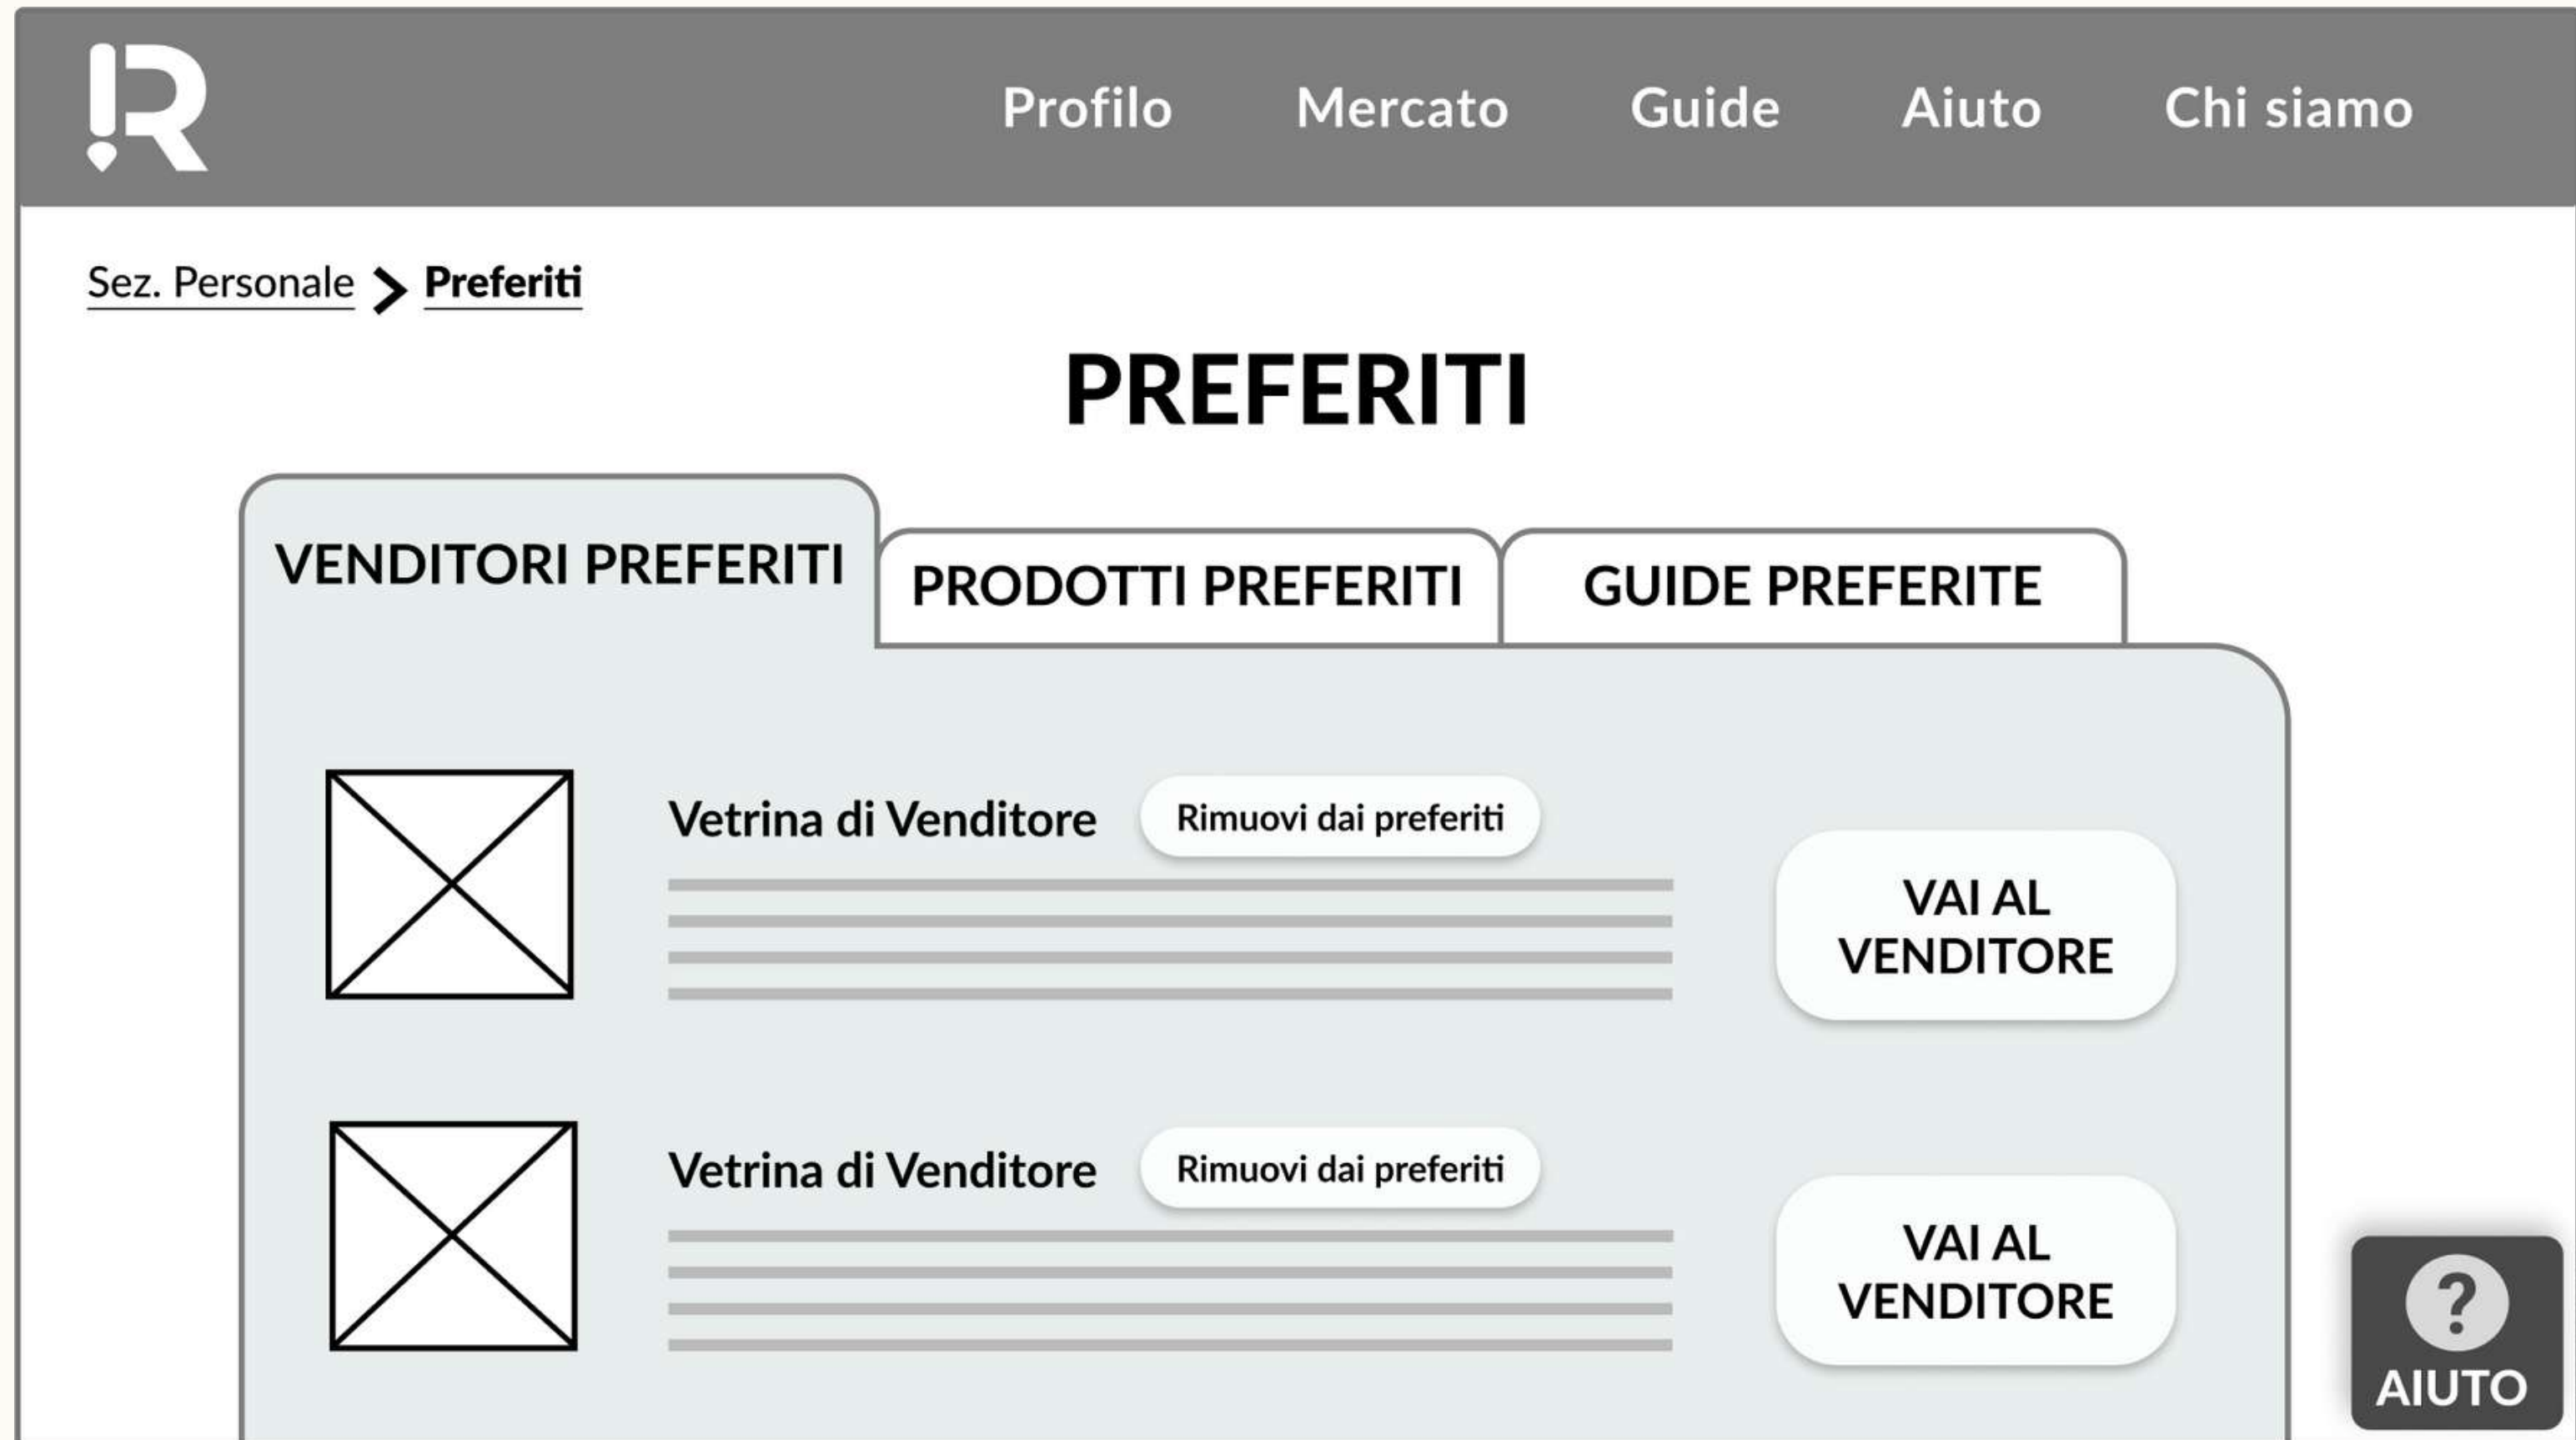 R
Profilo Mercato Guide Aiuto Chi siamo
Sez. Personale > Preferiti
PREFERITI
VENDITORI PREFERITI
PRODOTTI PREFERITI
GUIDE PREFERITE
Vetrina di Venditore
Rimuovi dai preferiti
VAI AL
VENDITORE
Vetrina di Venditore
Rimuovi dai preferiti
VAI AL
VENDITORE
?
AIUTO